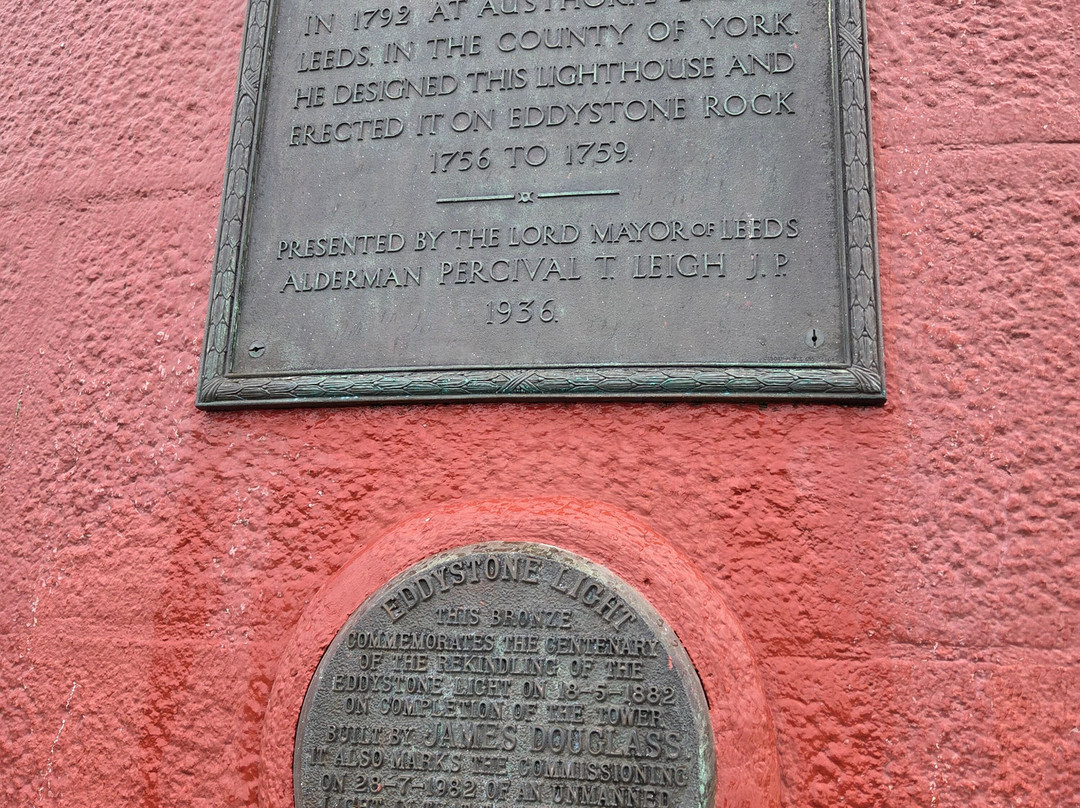 IN 1792 AT AUSTHORPE
LEEDS. IN THE COUNTY OF YORK.
HE DESIGNED THIS LIGHTHOUSE AND
ERECTED IT ON EDDYSTONE ROCK
1756 TO 1759.
PRESENTED BY THE LORD MAYOR OF LEEDS
ALDERMAN PERCIVAL T. LEIGH J.P.
1936.
EDDYSTONE LIGHT
THIS BRONZE
COMMEMORATES THE CENTENARY
OF THE REKINDLING OF THE
EDDYSTONE LIGHT ON 18-5-1882
ON COMPLETION OF THE TOWER
BUILT BY JAMES DOUGLASS
IT ALSO MARKS THE COMMISSIONING
ON 28-7-1982 OF AN UNMANNED
LIGHT